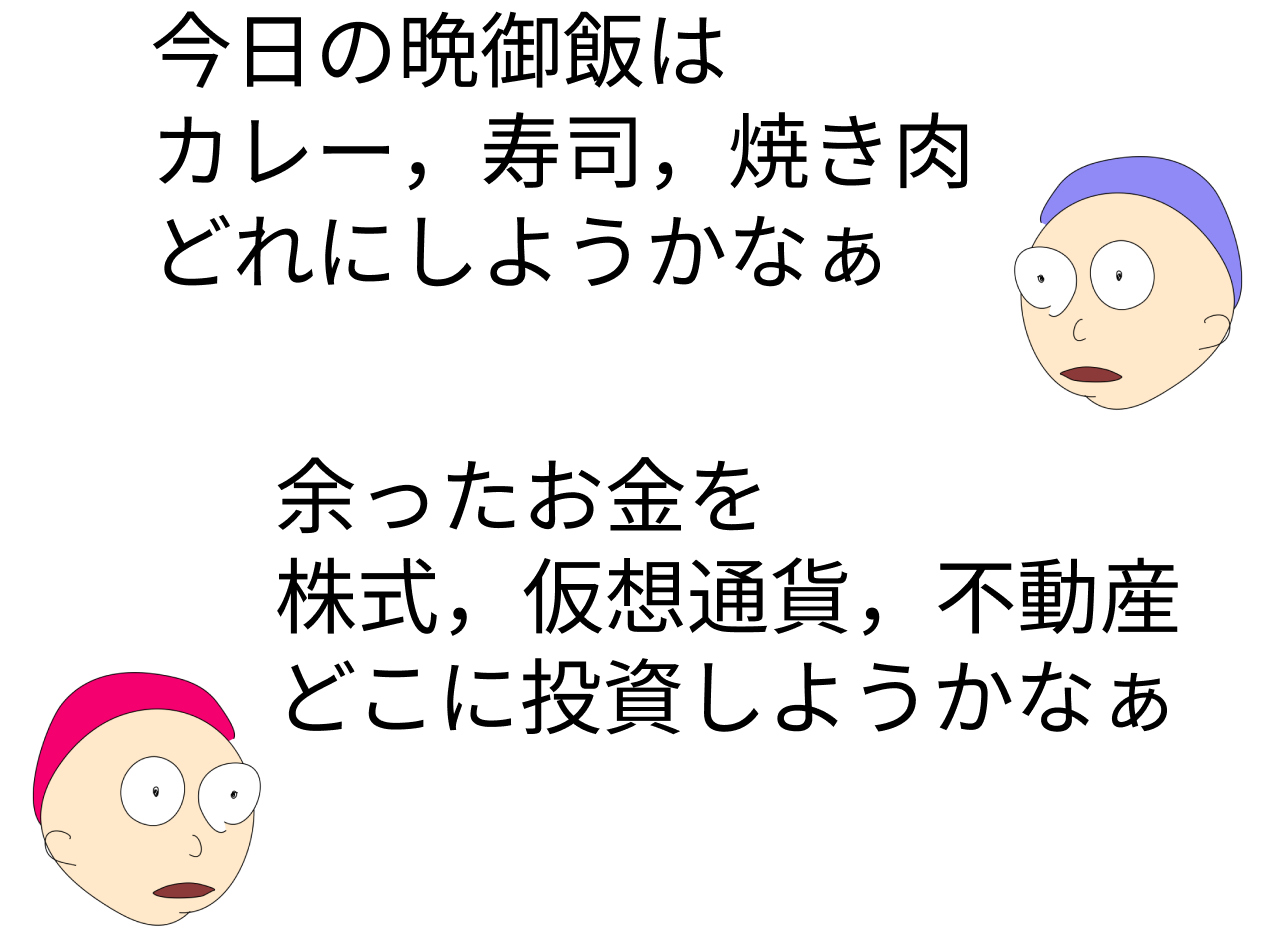 今日の晩御飯は
カレー，寿司，焼き肉
どれにしようかなぁ
余ったお金を
株式，仮想通貨，不動産
どこに投資しようかなぁ